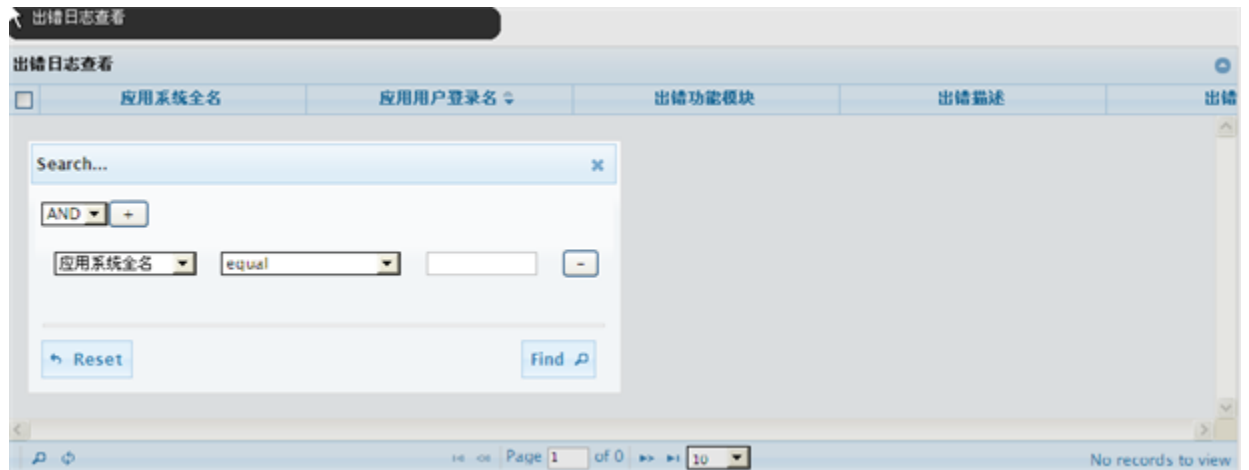 出错日志查看
出错日志查看
应用系统全名 应用用户登录名 出错功能模块 出错描述 出错
Search...
AND +
应用系统全名 equal -
Reset Find
Page 1 of 0 10 No records to view